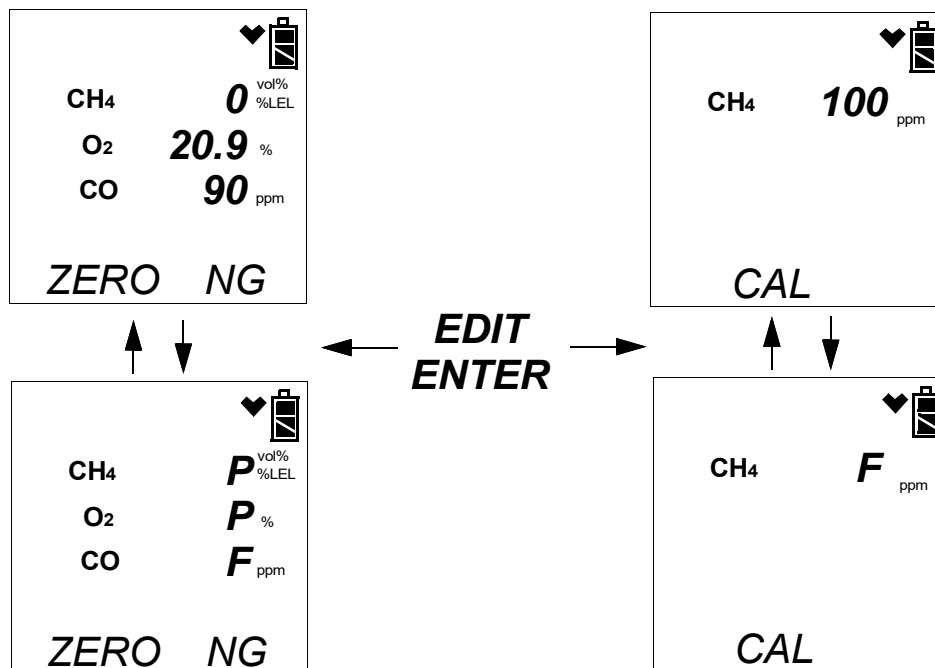 CH4 0 vol% %LEL
O2 20.9 %
CO 90 ppm
ZERO NG
CH4 100 ppm
CAL
EDIT
ENTER
CH4 P vol% %LEL
O2 P %
CO F ppm
ZERO NG
CH4 F ppm
CAL